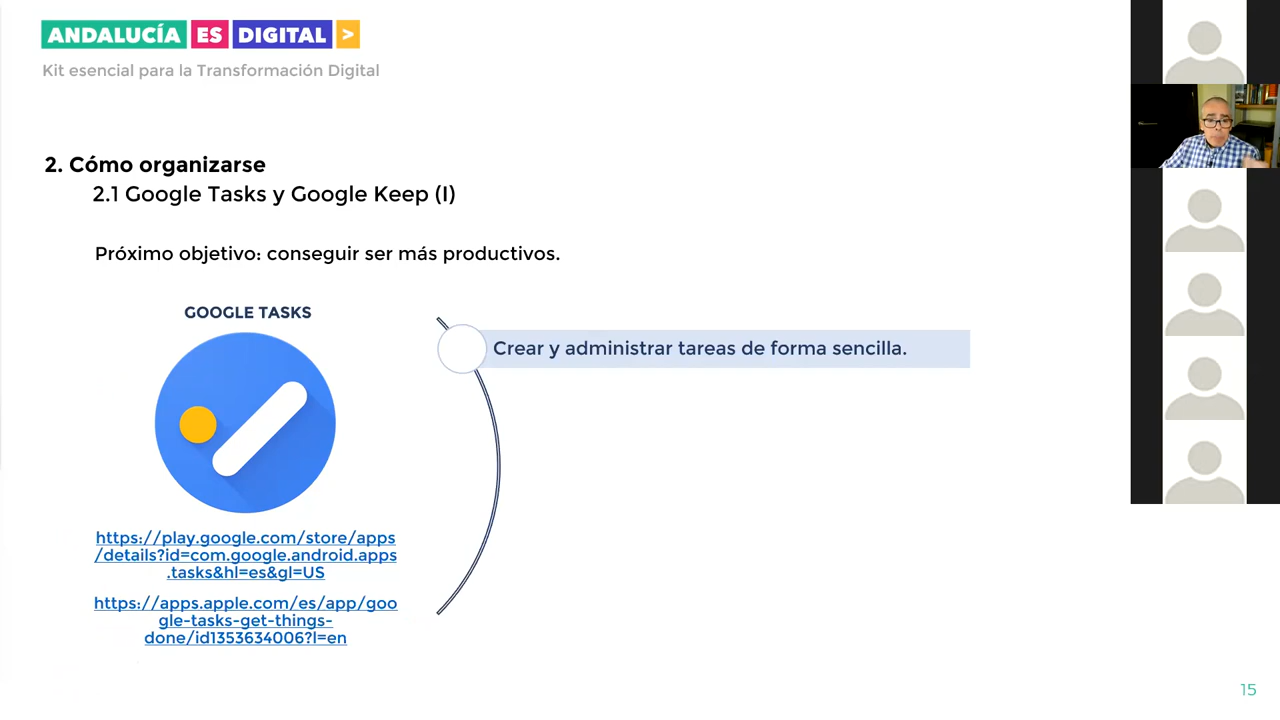 ANDALUCÍA ES DIGITAL >
Kit esencial para la Transformación Digital
2. Cómo organizarse
2.1 Google Tasks y Google Keep (I)
Próximo objetivo: conseguir ser más productivos.
GOOGLE TASKS
Crear y administrar tareas de forma sencilla.
https://play.google.com/store/apps
/details?id=com.google.android.apps
.tasks&hl=es&gl=US
https://apps.apple.com/es/app/goo
gle-tasks-get-things-
done/id1353634006?l=en
15